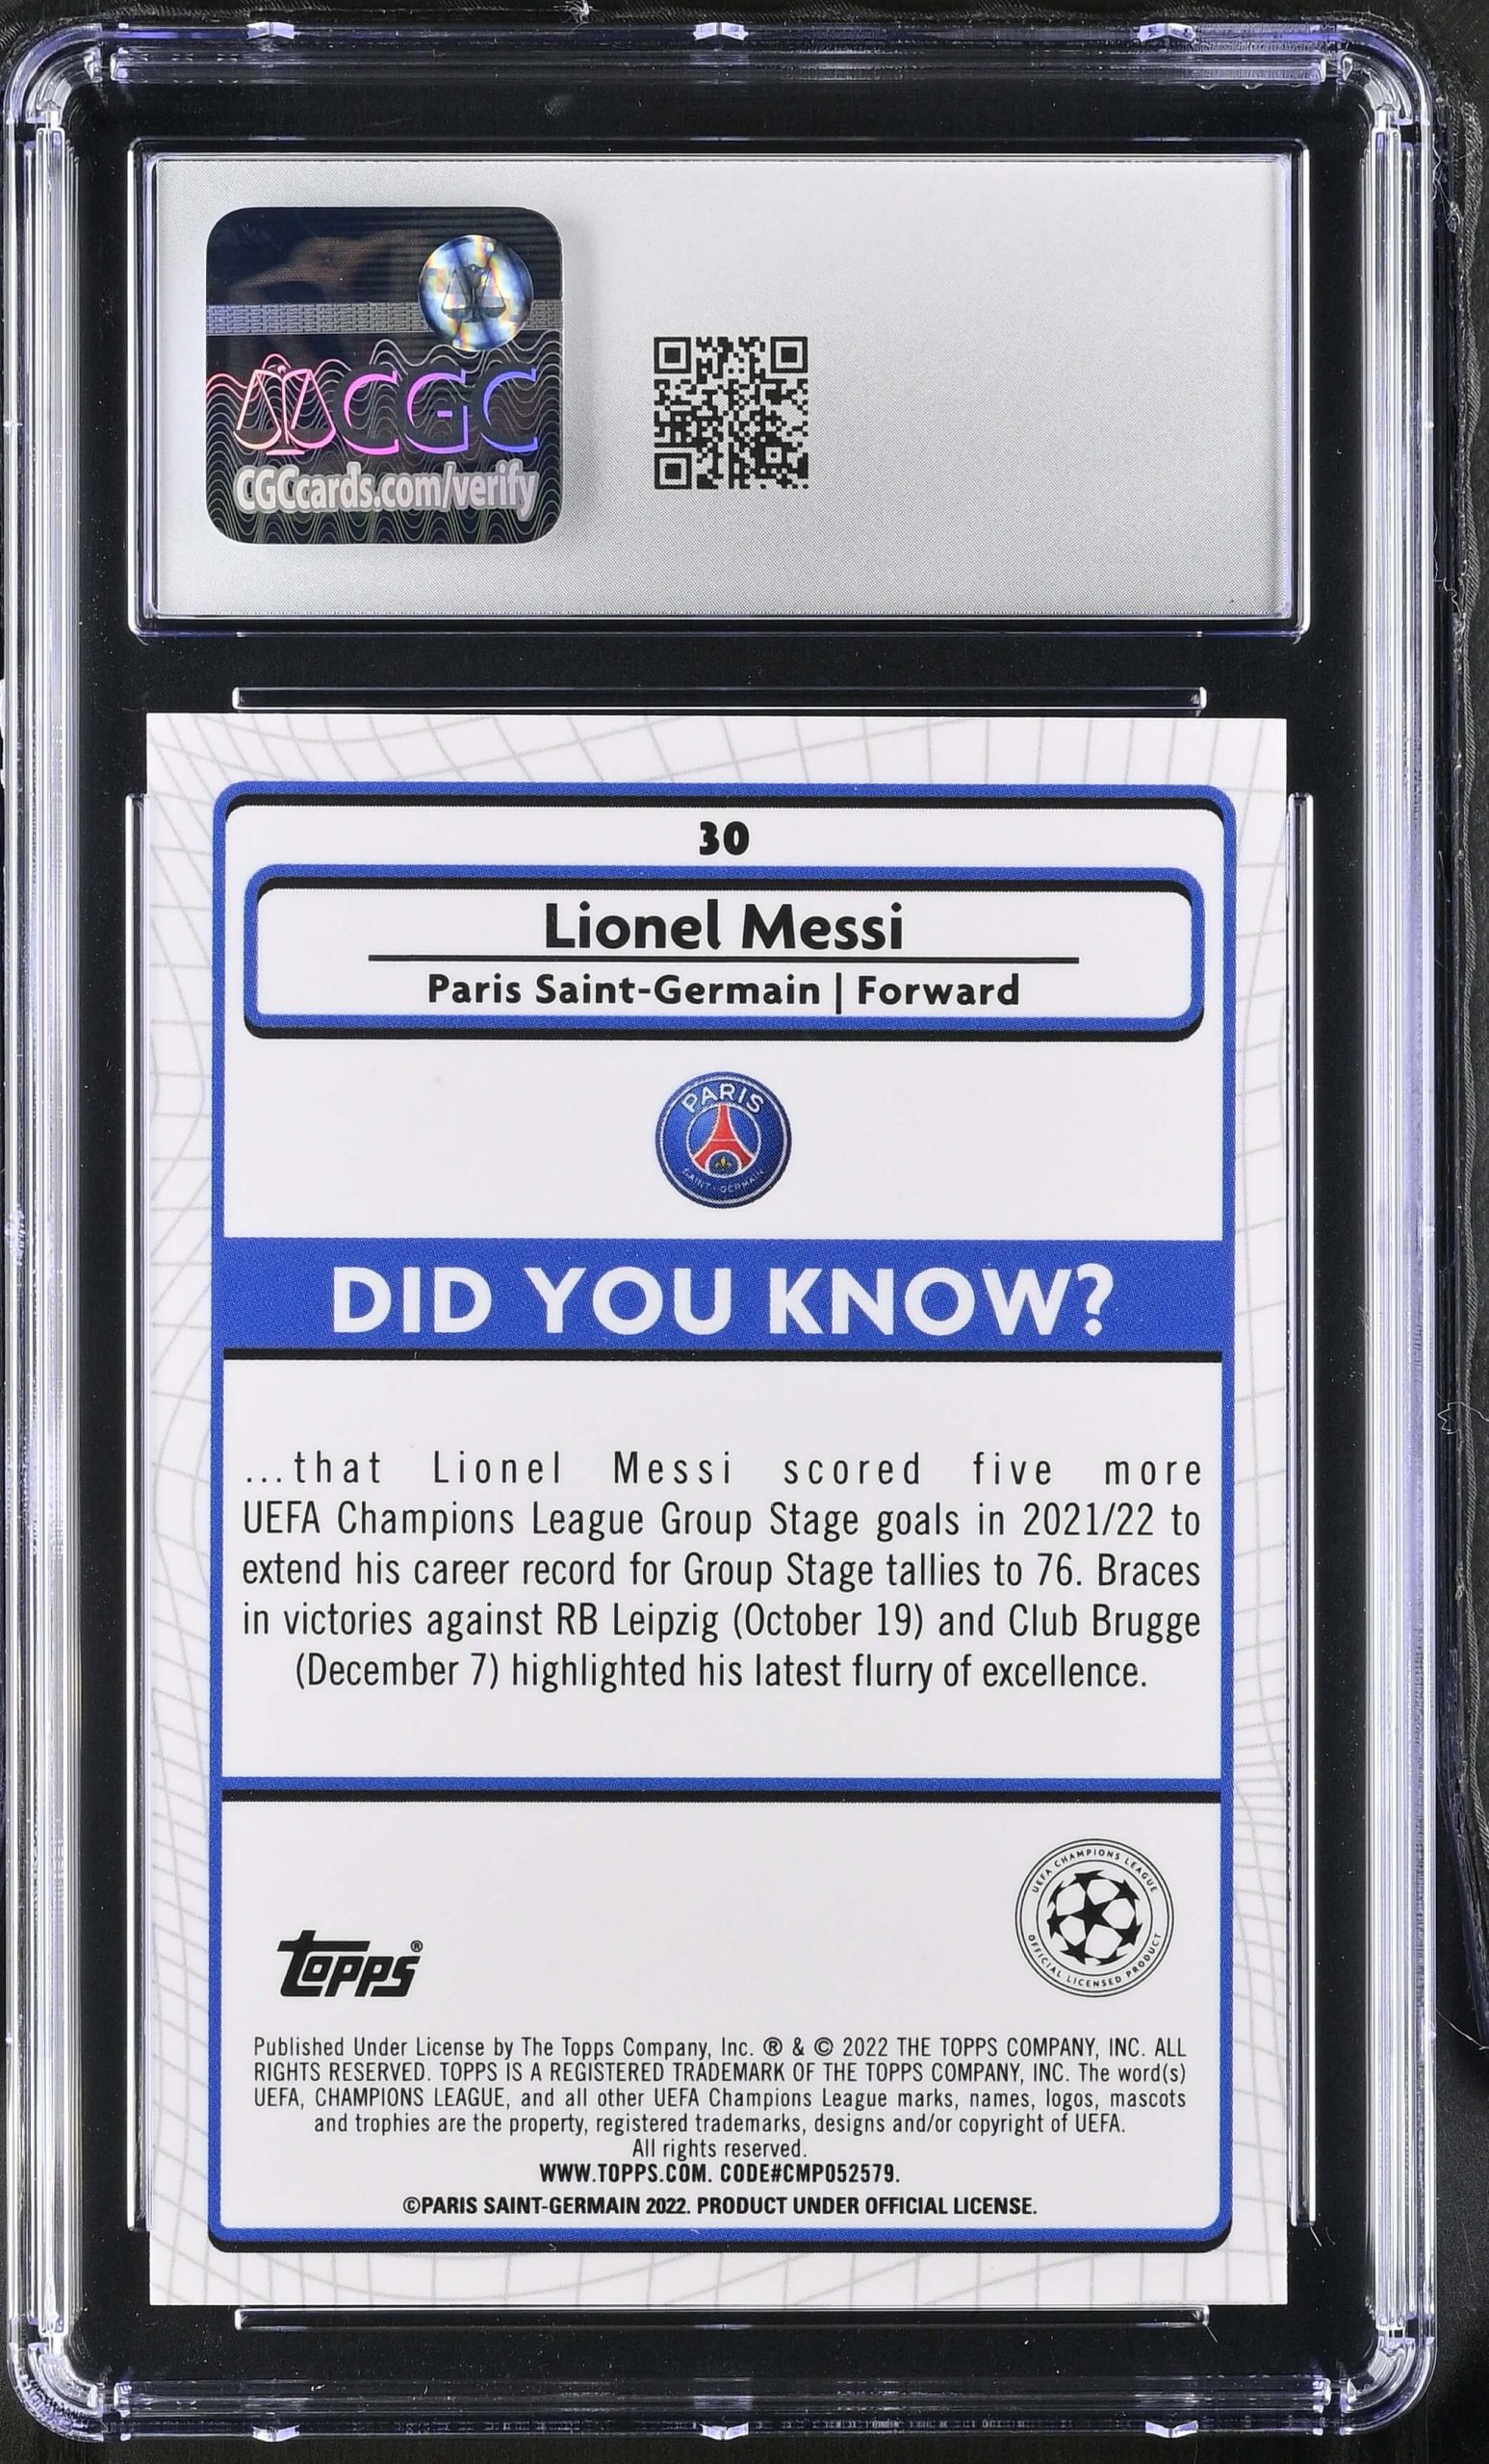 CGC
CGCcards.com/verify
30
Lionel Messi
Paris Saint-Germain | Forward
PARIS
SAINT-GERMAIN
DID YOU KNOW?
...that Lionel Messi scored five more
UEFA Champions League Group Stage goals in 2021/22 to
extend his career record for Group Stage tallies to 76. Braces
in victories against RB Leipzig (October 19) and Club Brugge
(December 7) highlighted his latest flurry of excellence.
UEFA CHAMPIONS LEAGUE
OFFICIAL LICENSED PRODUCT
Topps®
Published Under License by The Topps Company, Inc. ® & © 2022 THE TOPPS COMPANY, INC. ALL
RIGHTS RESERVED. TOPPS IS A REGISTERED TRADEMARK OF THE TOPPS COMPANY, INC. The word(s)
UEFA, CHAMPIONS LEAGUE, and all other UEFA Champions League marks, names, logos, mascots
and trophies are the property, registered trademarks, designs and/or copyright of UEFA.
All rights reserved.
WWW.TOPPS.COM. CODE#CMP052579.
©PARIS SAINT-GERMAIN 2022. PRODUCT UNDER OFFICIAL LICENSE.